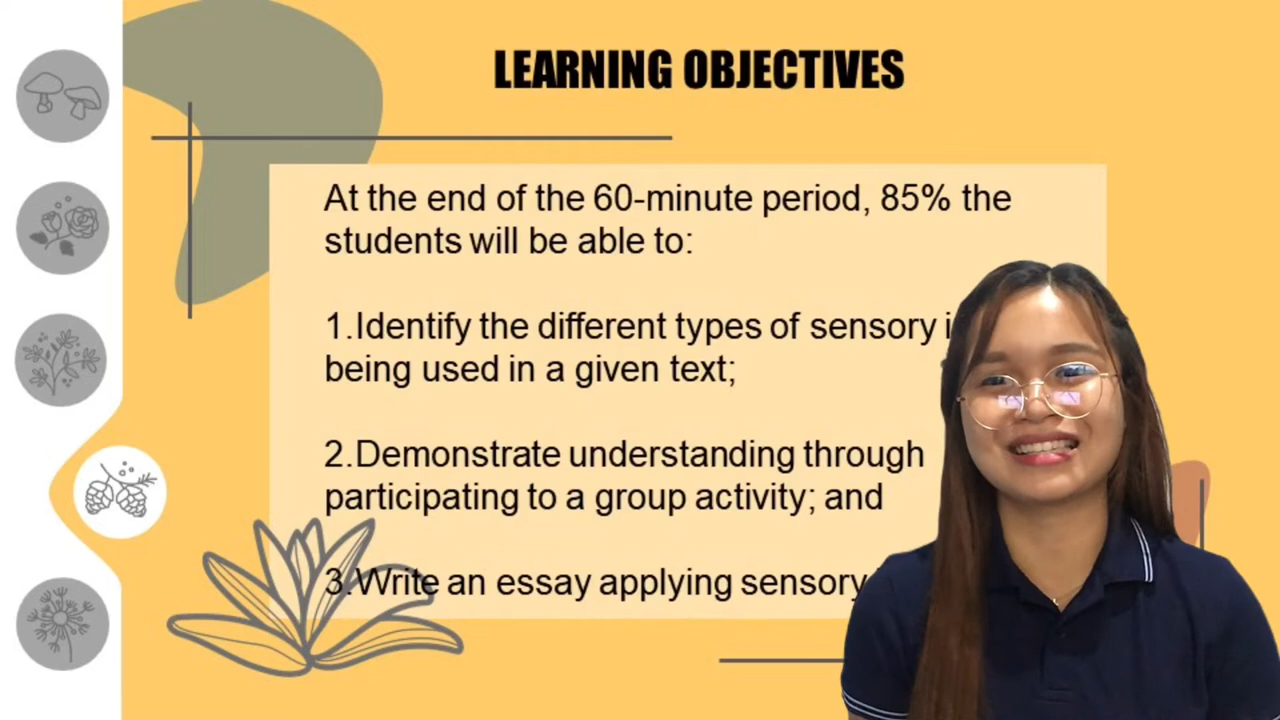 LEARNING OBJECTIVES
At the end of the 60-minute period, 85% the
students will be able to:
1.Identify the different types of sensory
being used in a given text;
2.Demonstrate understanding through
participating to a group activity; and
3.Write an essay applying sensory